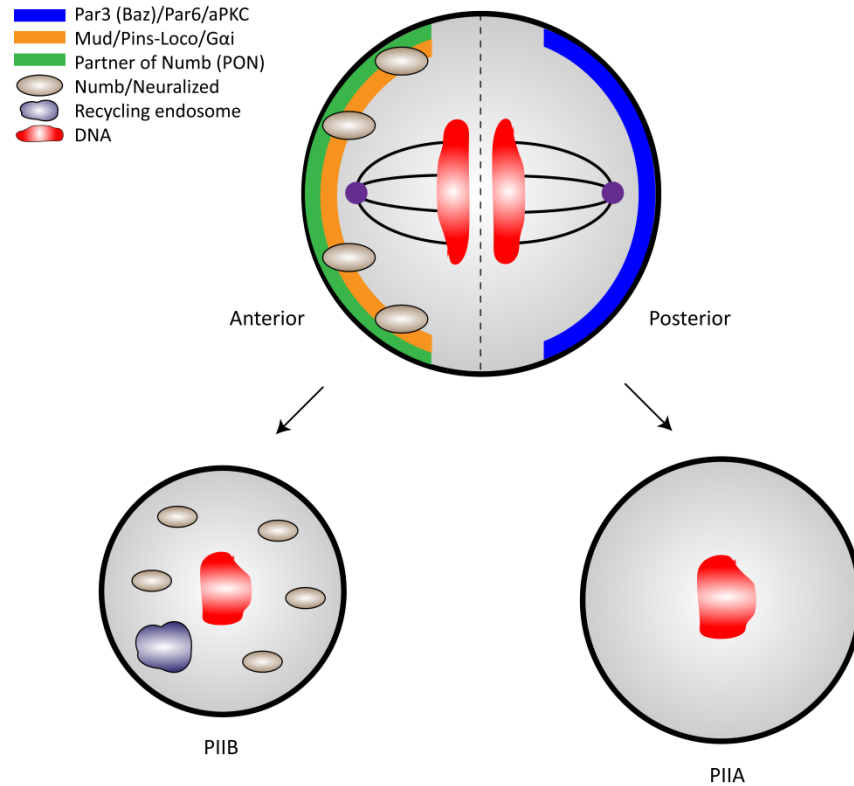 Par3 (Baz)/Par6/aPKC
Mud/Pins-Loco/Gαi
Partner of Numb (PON)
Numb/Neuralized
Recycling endosome
DNA
Anterior
Posterior
PIIB
PIIA